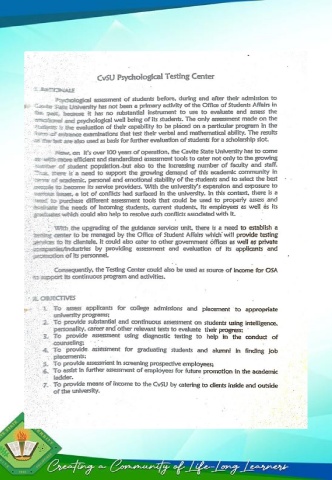 CvSU Psychological Testing Center
I. RATIONALE
Psychological assessment of students before, during and after their admission to
Cavite State University has not been a primary activity of the Office of Students Affairs in
the past, because it has no substantial instrument to use to evaluate and assess the
emotional and psychological well being of its students. The only assessment made on the
students is the evaluation of their capability to be placed on a particular program in the
form of entrance examinations that test their verbal and mathematical ability. The results
of the test are also used as basis for further evaluation of students for a scholarship slot.
Now, on it's over 100 years of operation, the Cavite State University has to come
up with more efficient and standardized assessment tools to cater not only to the growing
number of student population but also to the increasing number of faculty and staff.
Thus, there is a need to support the growing demand of this academic community in
terms of academic, personal and emotional stability of the students and to select the best
people to become its service providers. With the university's expansion and exposure to
various issues, a lot of conflicts had surfaced in the university. In this context, there is a
need to purchase different assessment tools that could be used to properly assess and
evaluate the needs of incoming students, current students, its employees as well as its
graduates which could also help to resolve such conflicts associated with it.
With the upgrading of the guidance services unit, there is a need to establish a
testing center to be managed by the Office of Student Affairs which will provide testing
services to its clientele. It could also cater to other government offices as well as private
companies/industries by providing assessment and evaluation of its applicants and
promotion of its personnel.
Consequently, the Testing Center could also be used as source of income for OSA
to support its continuous program and activities.
II. OBJECTIVES
1. To assess applicants for college admissions and placement to appropriate
university programs;
2. To provide substantial and continuous assessment on students using intelligence,
personality, career and other relevant tests to evaluate their progress;
3. To provide assessment using diagnostic testing to help in the conduct of
counseling;
4. To provide assessment for graduating students and alumni in finding job
placements;
5. To provide assessment in screening prospective employees;
6. To assist in further assessment of employees for future promotion in the academic
ladder.
7. To provide means of income to the CvSU by catering to clients inside and outside
of the university.
Creating a Community of Life-Long Learners